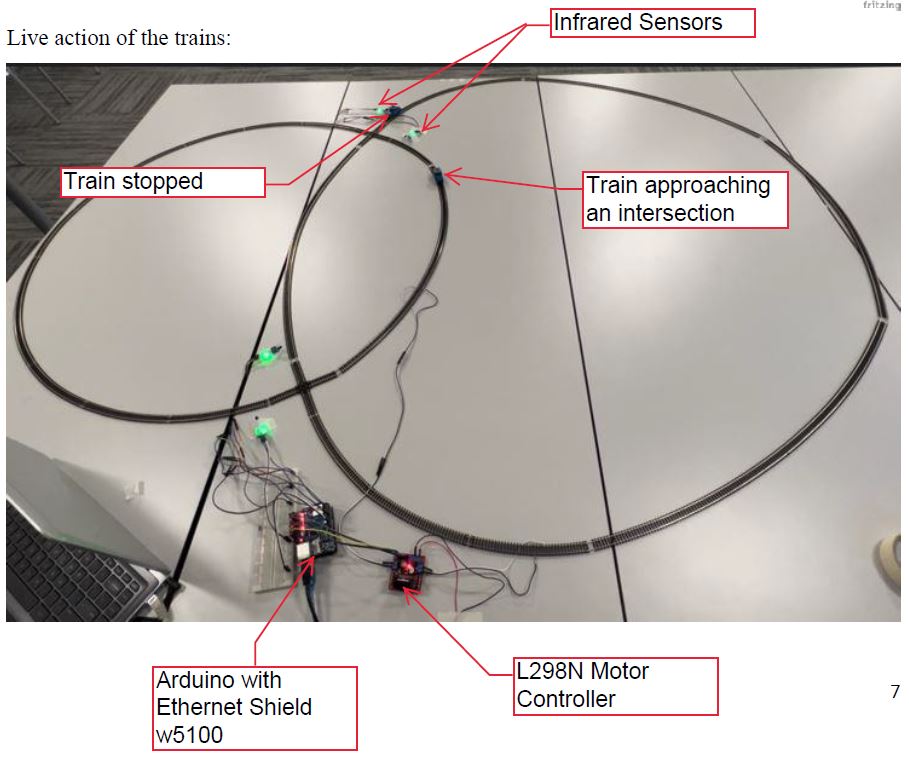 fritzing
Live action of the trains:
Infrared Sensors
Train stopped
Train approaching
an intersection
Arduino with
Ethernet Shield
w5100
L298N Motor
Controller
7